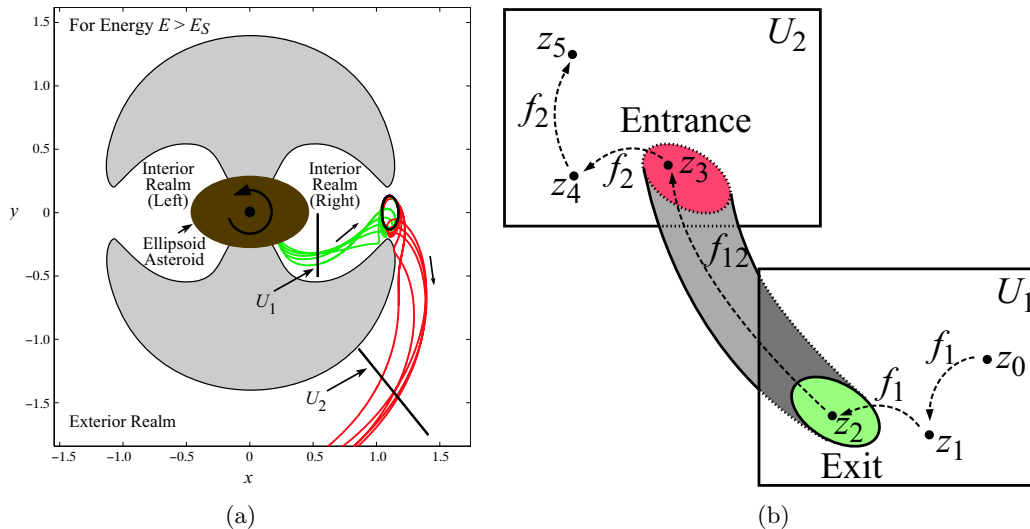 For Energy E > E_S
1.5
1.0
0.5
0
-0.5
-1.0
-1.5
y
Interior
Realm
(Left)
Interior
Realm
(Right)
Ellipsoid
Asteroid
U_1
U_2
Exterior Realm
-1.5
-1.0
-0.5
0
0.5
1.0
1.5
x
(a)
U_2
z_5
f_2
Entrance
z_4
f_2
z_3
f_12
U_1
f_1
z_0
f_1
z_2
z_1
Exit
(b)